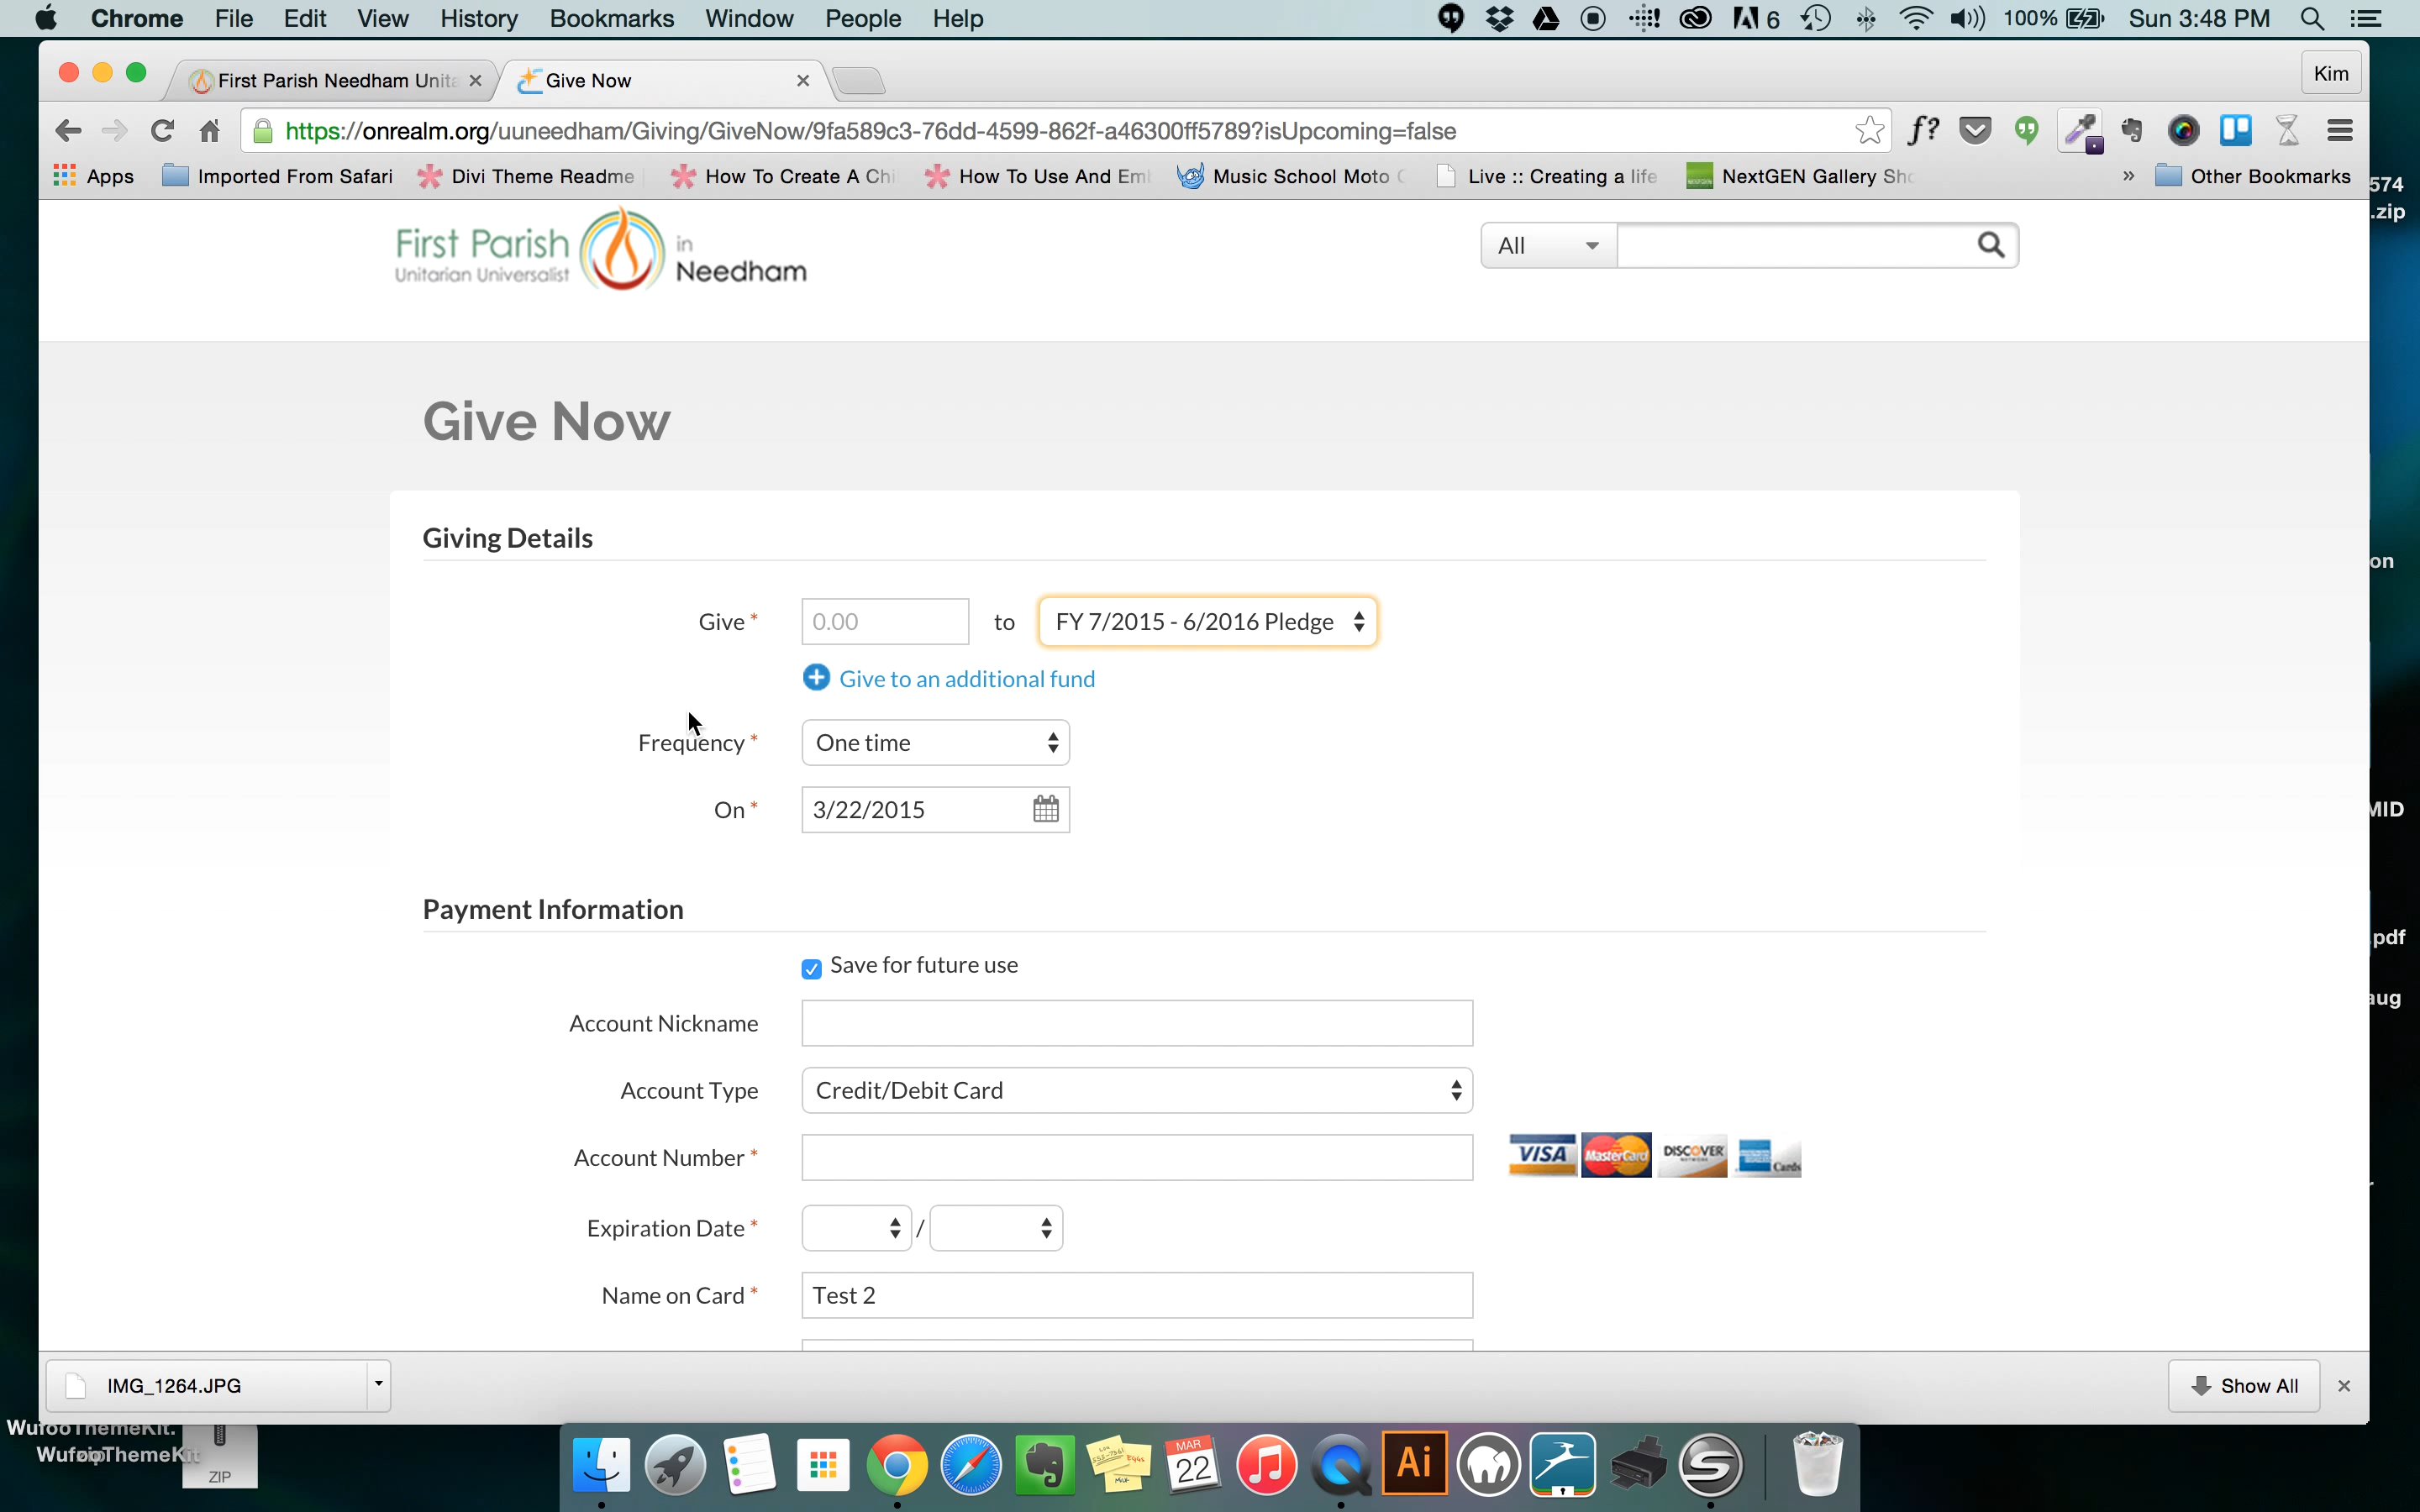 Chrome File Edit View History Bookmarks Window People Help 6 100% Sun 3:48 PM
First Parish Needham Unita Give Now Kim
https://onrealm.org/uuneedham/Giving/GiveNow/9fa589c3-76dd-4599-862f-a46300ff5789?isUpcoming=false f?
Apps Imported From Safari Divi Theme Readme How To Create A Chi How To Use And Em Music School Moto Live :: Creating a life NextGEN Gallery Sho » Other Bookmarks
574
.zip
First Parish in
Unitarian Universalist Needham
All
Give Now
on
Giving Details
Give * 0.00 to FY 7/2015 - 6/2016 Pledge
Give to an additional fund
Frequency * One time
On * 3/22/2015
MID
Payment Information
.pdf
Save for future use
aug
Account Nickname
Account Type Credit/Debit Card
Account Number * VISA MasterCard DISCOVER Cards
Expiration Date * /
Name on Card * Test 2
IMG_1264.JPG Show All
WufooThemeKit.
ZIP
MAR
22
Ai